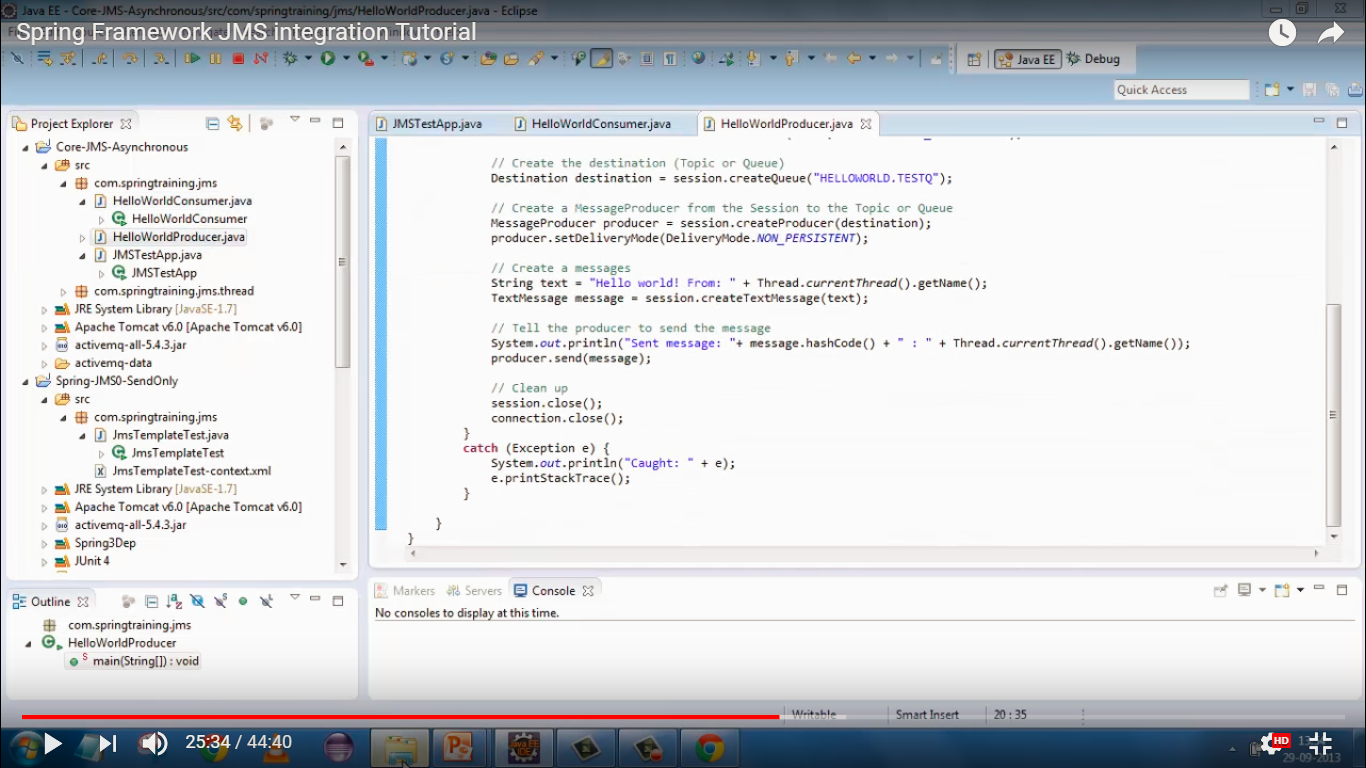 Java EE - Core-JMS-Asynchronous/src/com/springtraining/jms/HelloWorldProducer.java - Eclipse
Spring Framework JMS integration Tutorial
Java EE
Debug
Quick Access
Project Explorer
JMSTestApp.java
HelloWorldConsumer.java
HelloWorldProducer.java
Core-JMS-Asynchronous
src
com.springtraining.jms
HelloWorldConsumer.java
HelloWorldConsumer
HelloWorldProducer.java
JMSTestApp.java
JMSTestApp
com.springtraining.jms.thread
JRE System Library [JavaSE-1.7]
Apache Tomcat v6.0 [Apache Tomcat v6.0]
activemq-all-5.4.3.jar
activemq-data
Spring-JMS0-SendOnly
src
com.springtraining.jms
JmsTemplateTest.java
JmsTemplateTest
JmsTemplateTest-context.xml
JRE System Library [JavaSE-1.7]
Apache Tomcat v6.0 [Apache Tomcat v6.0]
activemq-all-5.4.3.jar
Spring3Dep
JUnit 4
// Create the destination (Topic or Queue)
Destination destination = session.createQueue("HELLOWORLD.TESTQ");
// Create a MessageProducer from the Session to the Topic or Queue
MessageProducer producer = session.createProducer(destination);
producer.setDeliveryMode(DeliveryMode.NON_PERSISTENT);
// Create a messages
String text = "Hello world! From: " + Thread.currentThread().getName();
TextMessage message = session.createTextMessage(text);
// Tell the producer to send the message
System.out.println("Sent message: "+ message.hashCode() + " : " + Thread.currentThread().getName());
producer.send(message);
// Clean up
session.close();
connection.close();
}
catch (Exception e) {
System.out.println("Caught: " + e);
e.printStackTrace();
}
}
}
Outline
com.springtraining.jms
HelloWorldProducer
main(String[]) : void
Markers
Servers
Console
No consoles to display at this time.
Writable
Smart Insert
20 : 35
25:34 / 44:40
HD
29-09-2013